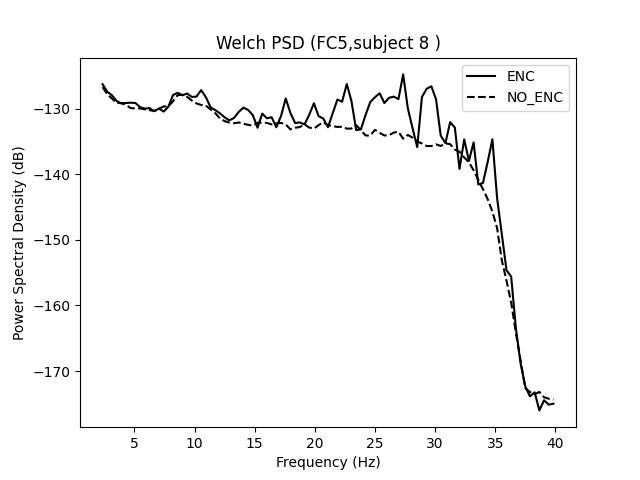 Welch PSD (FC5,subject 8 )
ENC
NO_ENC
Power Spectral Density (dB)
−130
−140
−150
−160
−170
5 10 15 20 25 30 35 40
Frequency (Hz)